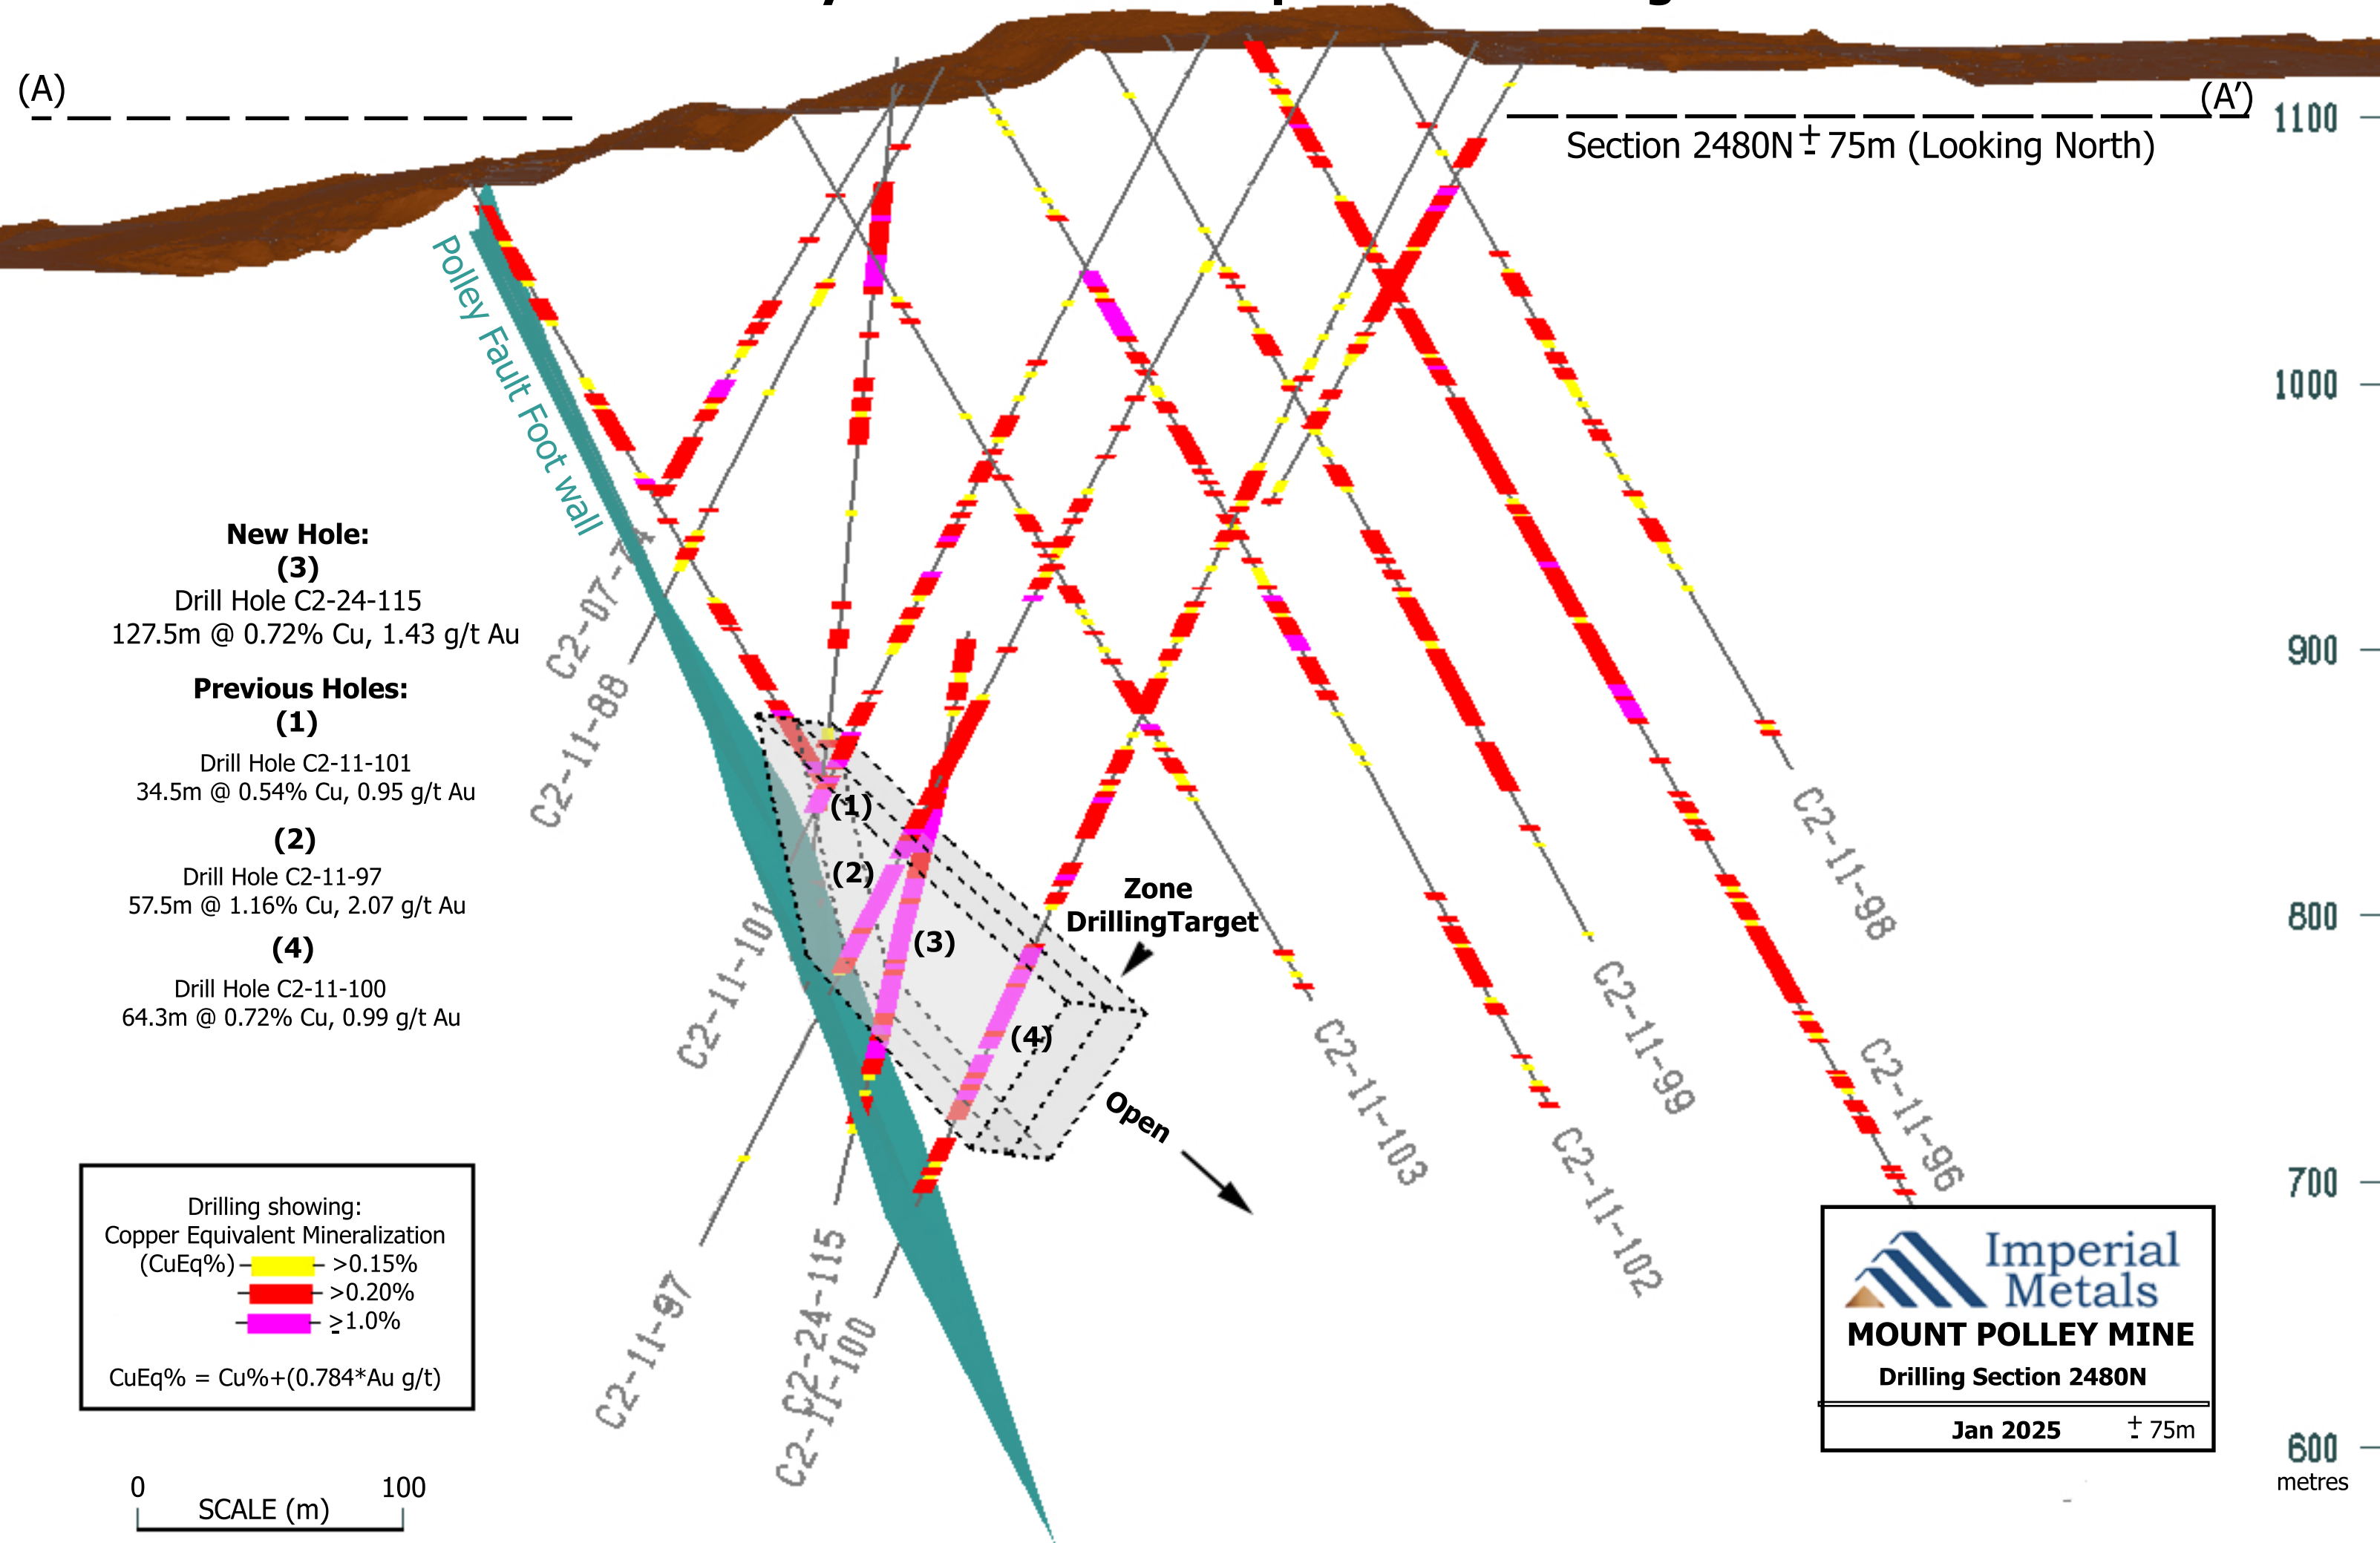 (A)
(A')
Section 2480N ± 75m (Looking North)
1100
1000
900
800
700
600
metres
Polley Fault Foot wall
New Hole:
(3)
Drill Hole C2-24-115
127.5m @ 0.72% Cu, 1.43 g/t Au
Previous Holes:
(1)
Drill Hole C2-11-101
34.5m @ 0.54% Cu, 0.95 g/t Au
(2)
Drill Hole C2-11-97
57.5m @ 1.16% Cu, 2.07 g/t Au
(4)
Drill Hole C2-11-100
64.3m @ 0.72% Cu, 0.99 g/t Au
C2-11-88
C2-11-101
C2-11-97
C2-24-115
C2-11-100
(1)
(2)
(3)
(4)
Zone
DrillingTarget
Open
C2-11-103
C2-11-102
C2-11-99
C2-11-96
C2-11-98
Drilling showing:
Copper Equivalent Mineralization
(CuEq%)
>0.15%
>0.20%
≥1.0%
CuEq% = Cu%+(0.784*Au g/t)
0 100
SCALE (m)
Imperial
Metals
MOUNT POLLEY MINE
Drilling Section 2480N
Jan 2025 ± 75m